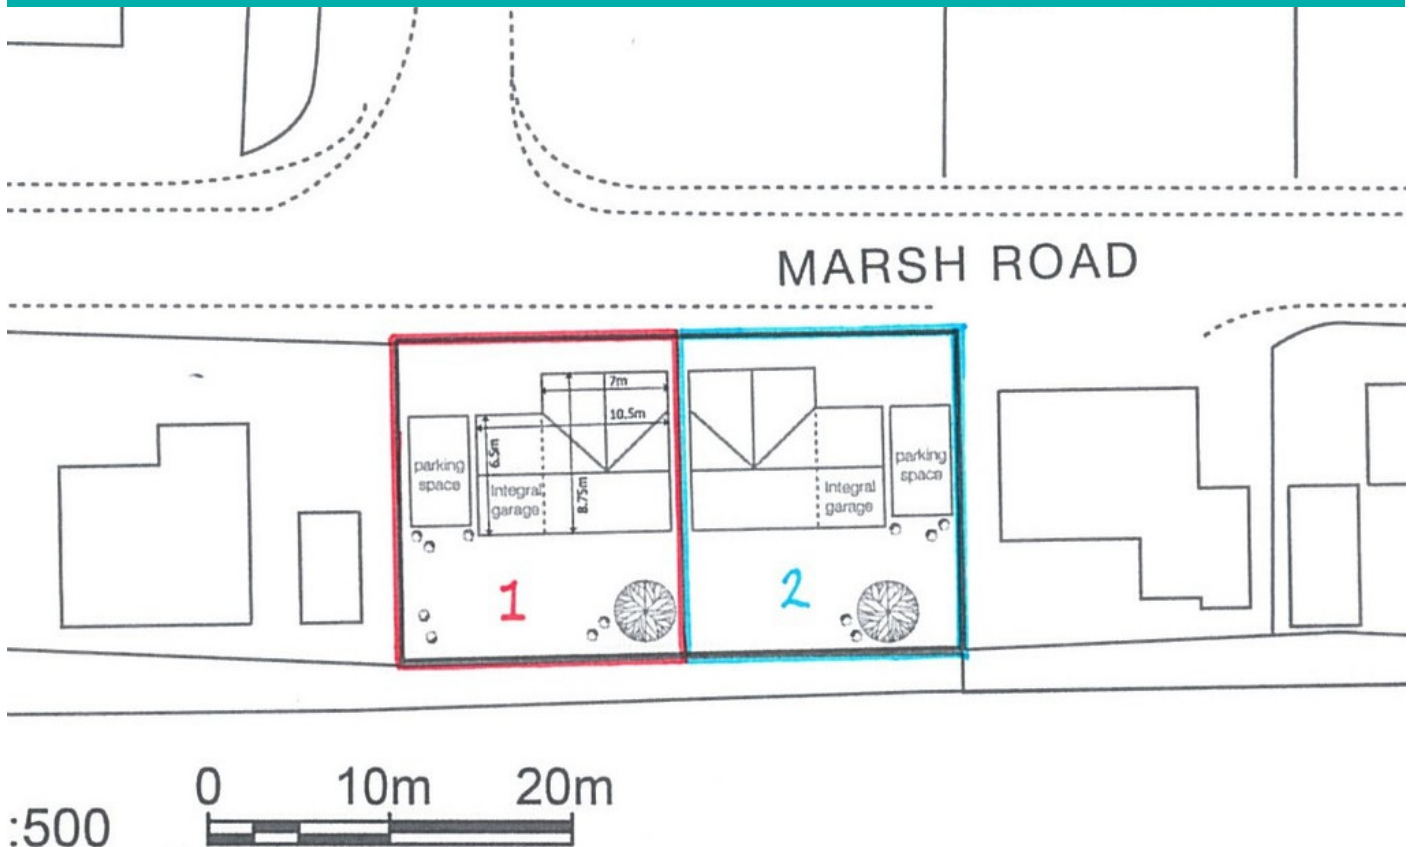 MARSH ROAD
7m
10.5m
6.5m
8.75m
parking
space
Integral
garage
Integral
garage
parking
space
1
2
0 10m 20m
:500